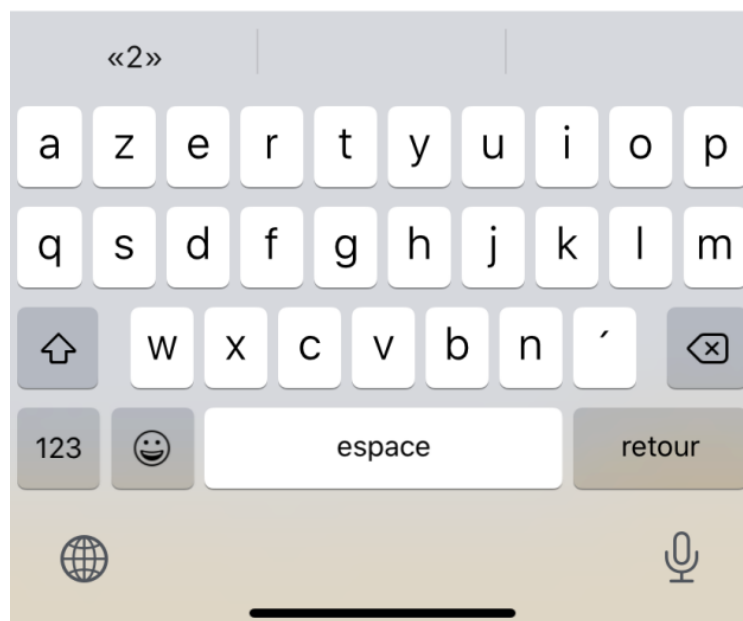 «2»
a z e r t y u i o p
q s d f g h j k l m
w x c v b n ´
123 espace retour